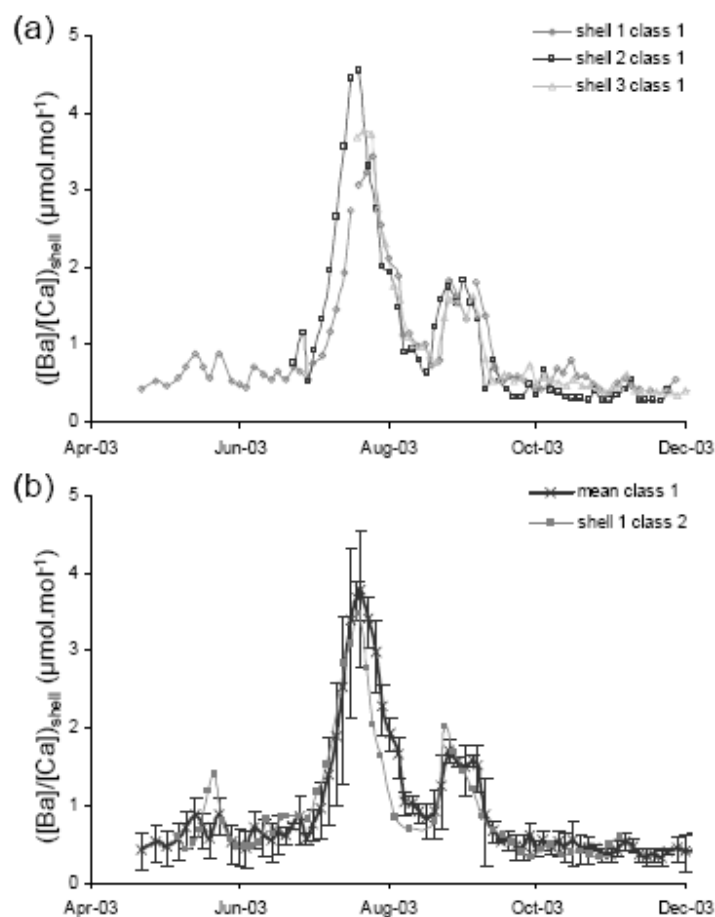 (a)
shell 1 class 1
shell 2 class 1
shell 3 class 1
([Ba]/[Ca])shell (µmol.mol-1)
5
4
3
2
1
0
Apr-03 Jun-03 Aug-03 Oct-03 Dec-03
(b)
mean class 1
shell 1 class 2
([Ba]/[Ca])shell (µmol.mol-1)
5
4
3
2
1
0
Apr-03 Jun-03 Aug-03 Oct-03 Dec-03